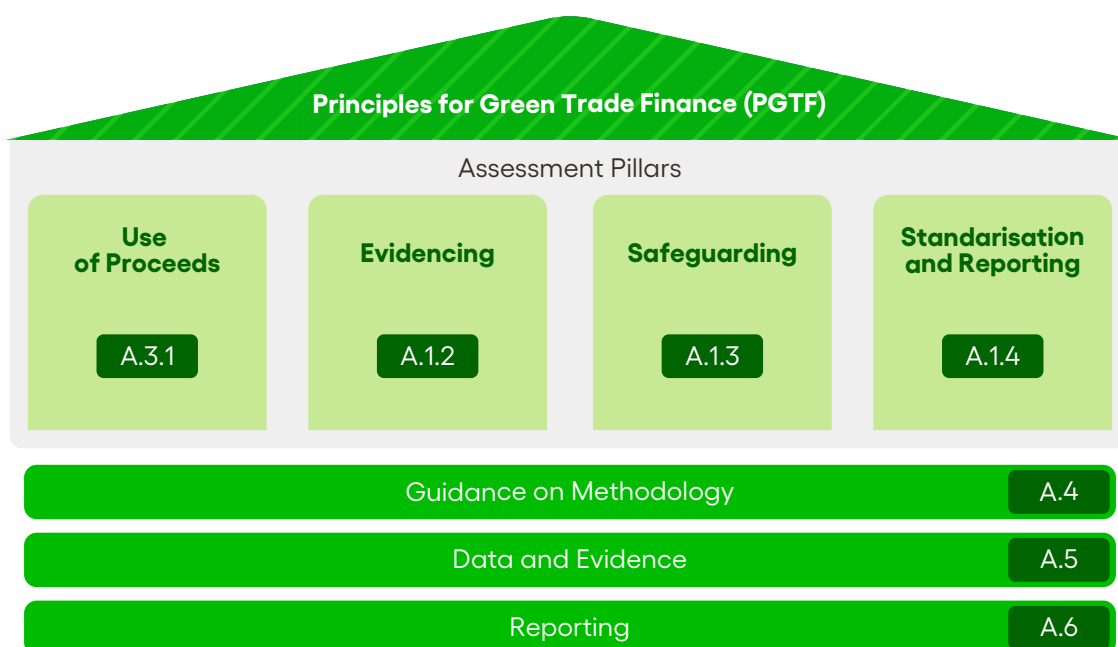 Principles for Green Trade Finance (PGTF)
Assessment Pillars
Use
of Proceeds
A.3.1
Evidencing
A.1.2
Safeguarding
A.1.3
Standarisation
and Reporting
A.1.4
Guidance on Methodology
A.4
Data and Evidence
A.5
Reporting
A.6